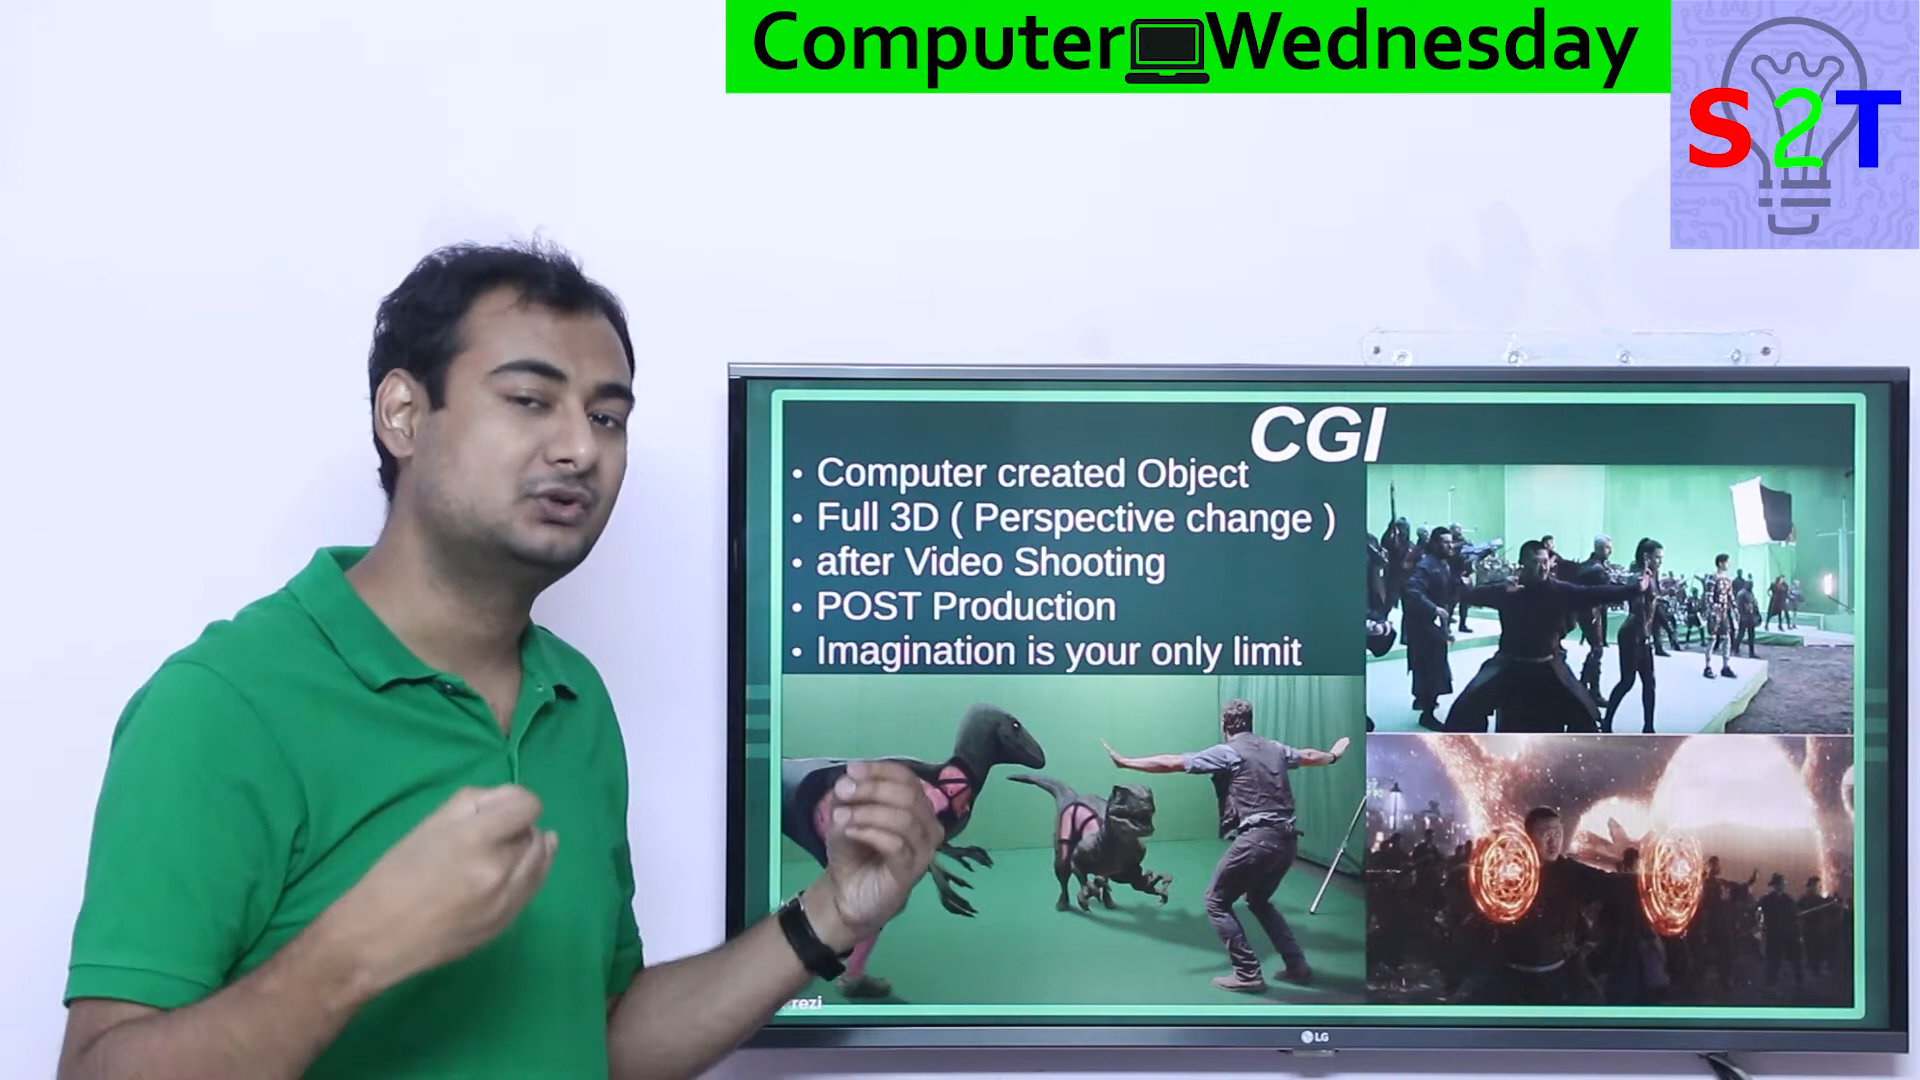 Computer Wednesday
S2T
CGI
• Computer created Object
• Full 3D ( Perspective change )
• after Video Shooting
• POST Production
• Imagination is your only limit
rezi
LG